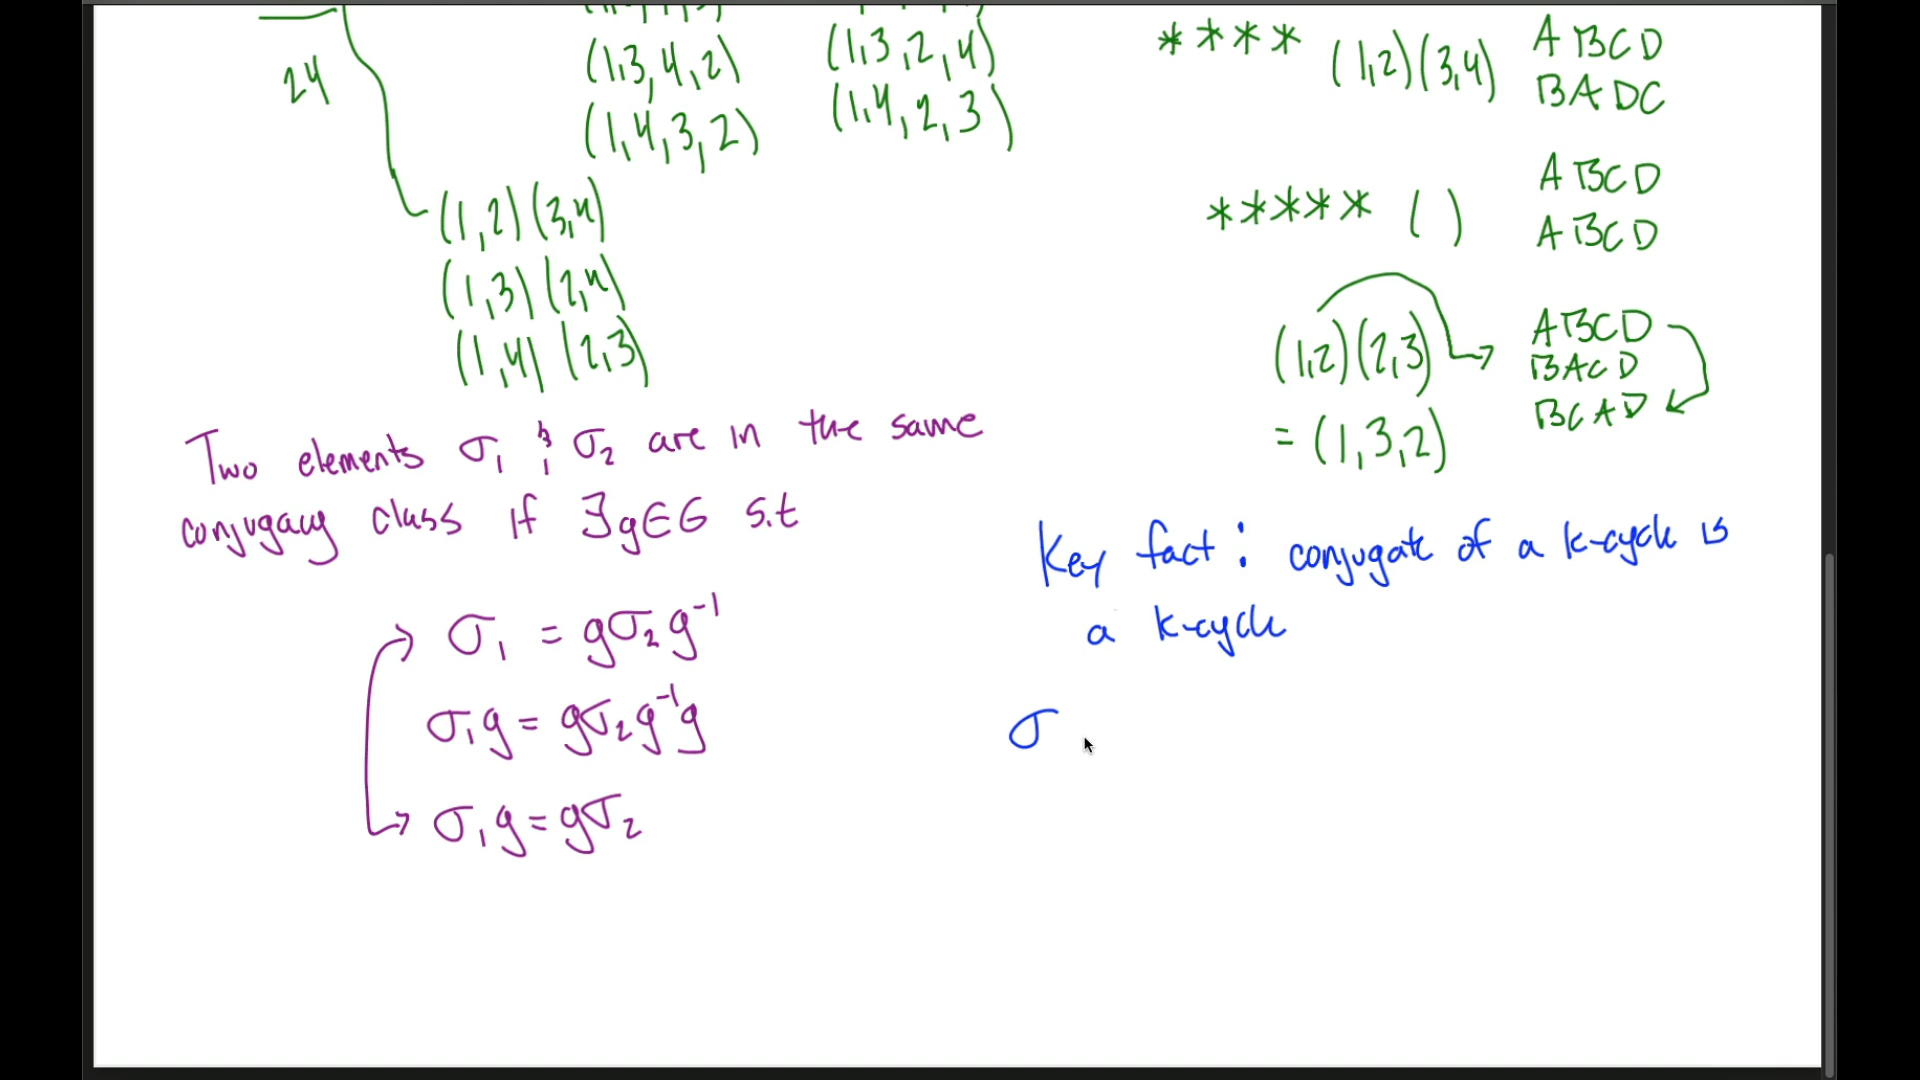 24
(1,3,4,2)
(1,4,3,2)
(1,3,2,4)
(1,4,2,3)
(1,2)(3,4)
(1,3)(2,4)
(1,4)(2,3)
**** (1,2)(3,4) ABCD
BADC
ABCD
***** ( ) ABCD
(1,2)(2,3) ABCD
BACD
BCAD
= (1,3,2)
Two elements σ₁ & σ₂ are in the same
conjugacy class if ∃g∈G s.t
σ₁ = gσ₂g⁻¹
σ₁g = gσ₂g⁻¹g
σ₁g = gσ₂
Key fact: conjugate of a k-cycle is
a k-cycle
σ